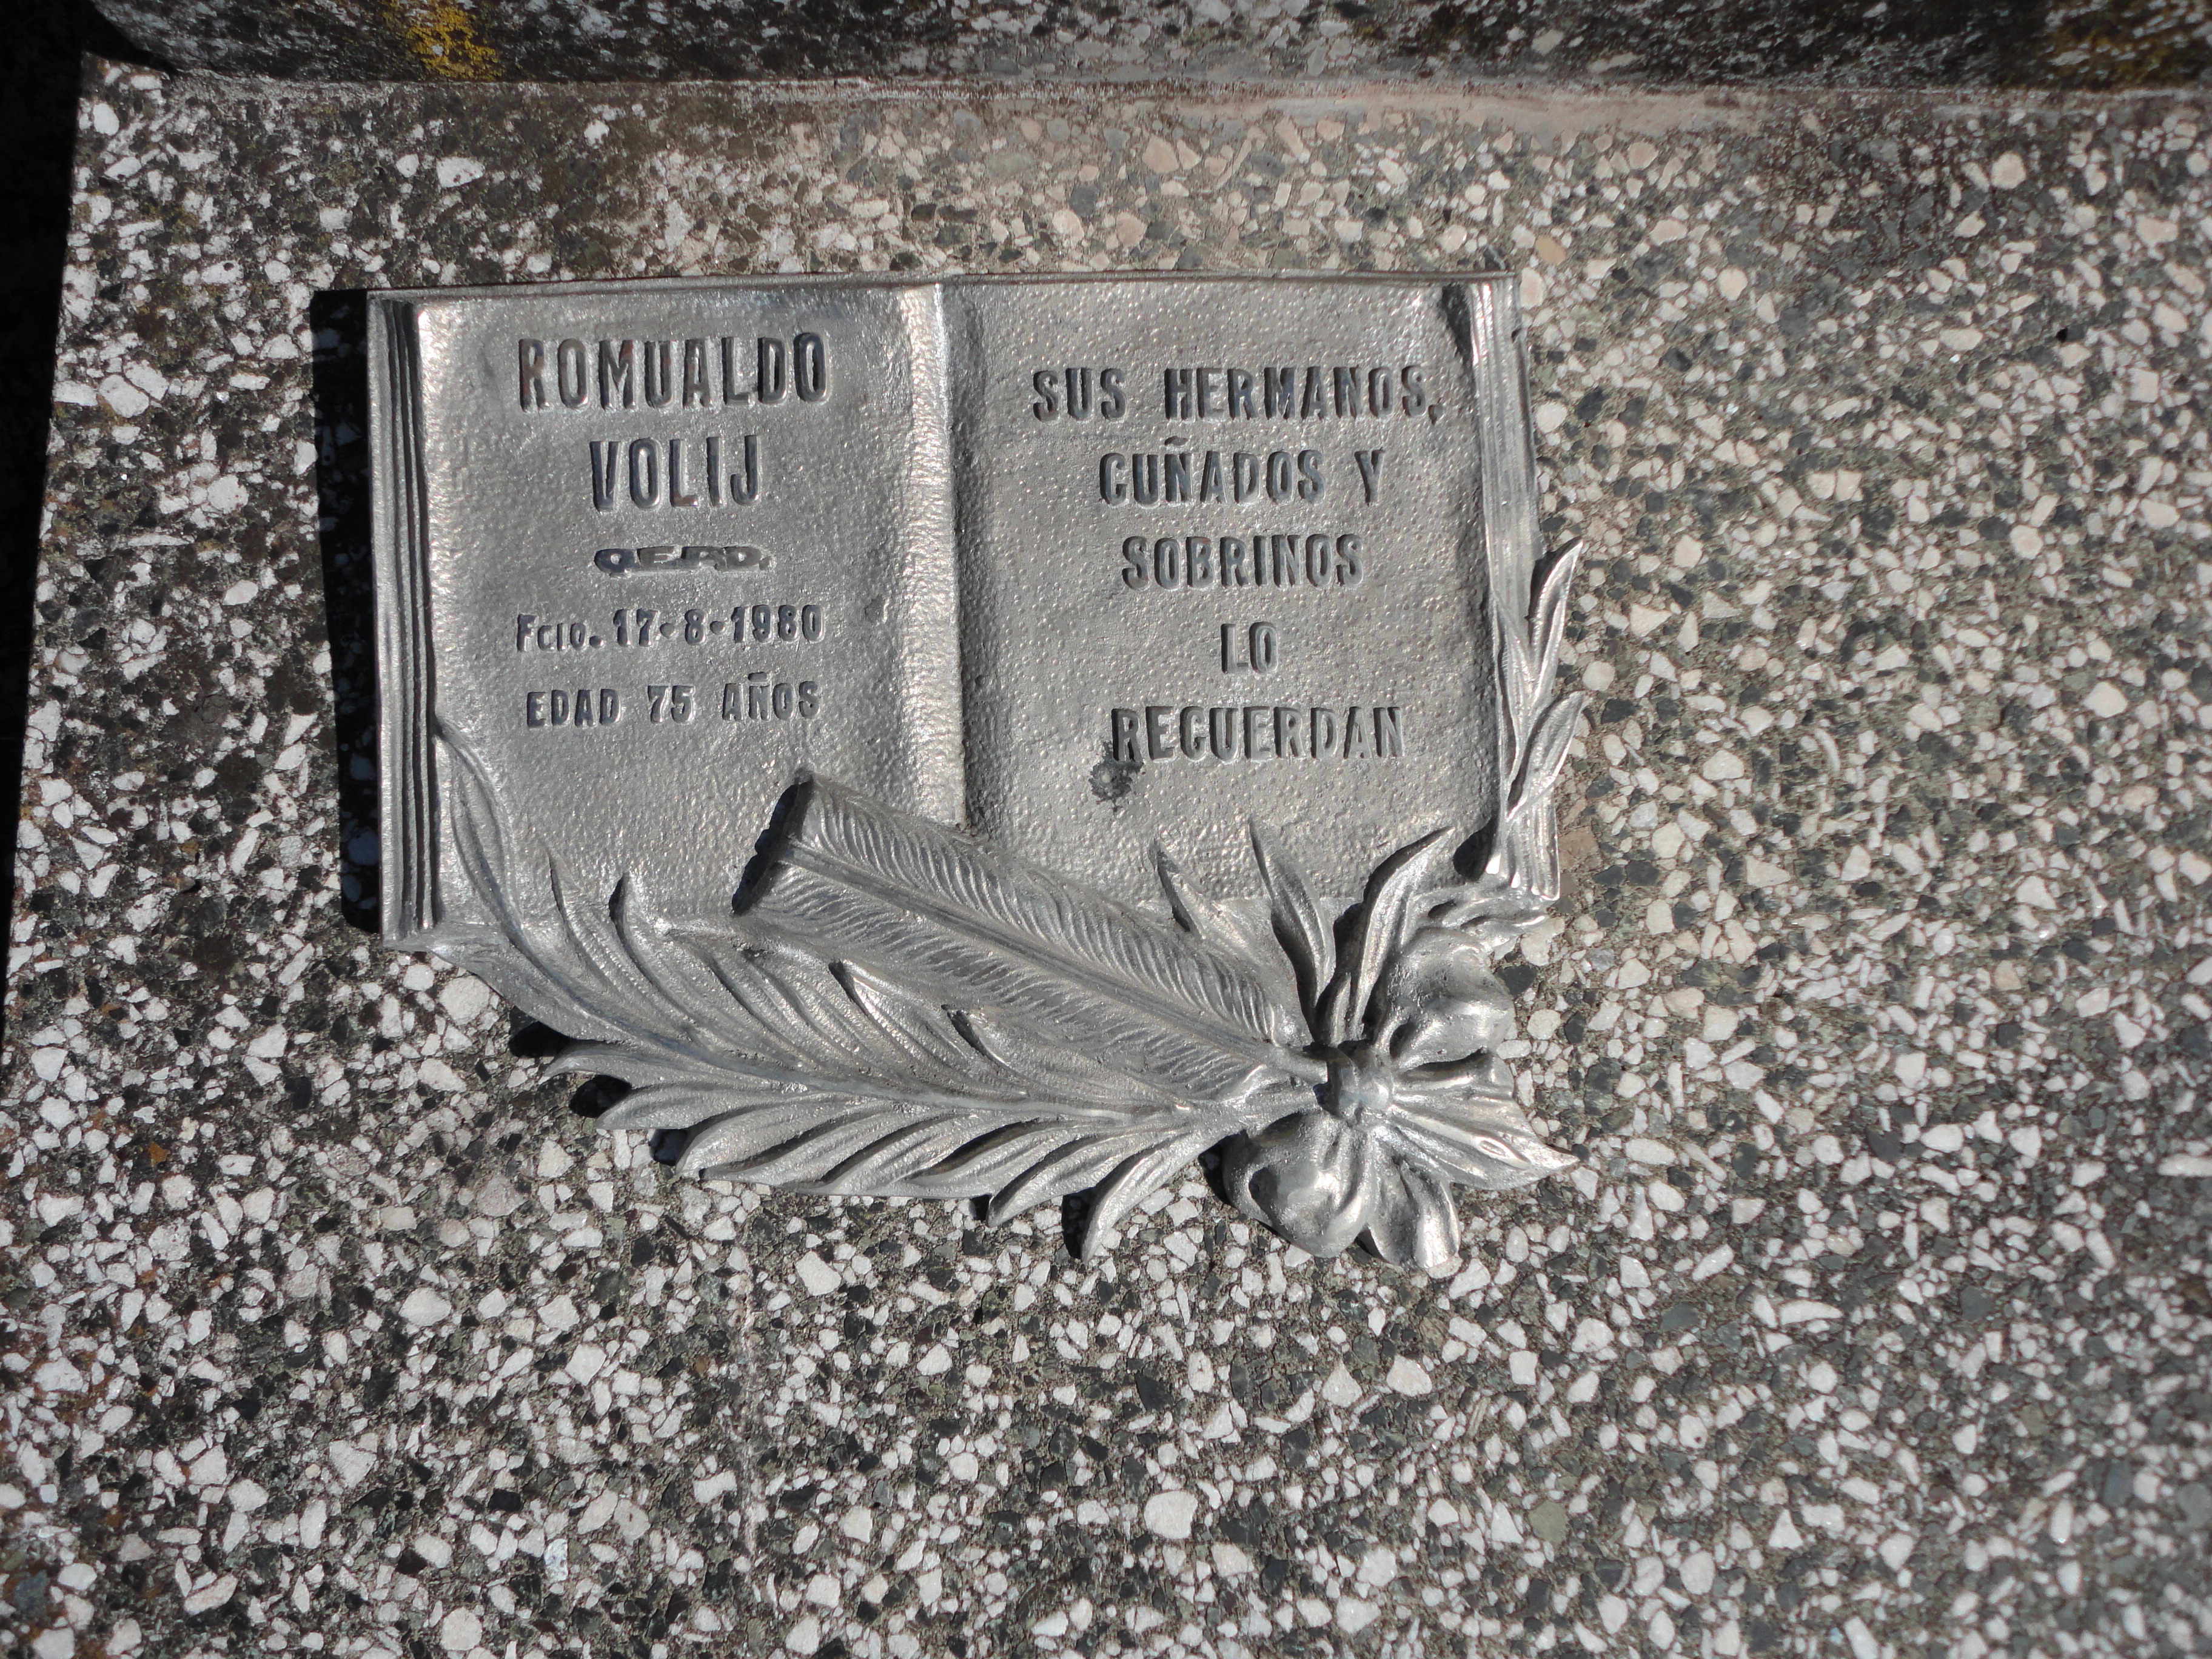 ROMUALDO
VOLIJ
Q.E.P.D.
Fcio. 17-8-1980
EDAD 75 AÑOS
SUS HERMANOS,
CUÑADOS Y
SOBRINOS
LO
RECUERDAN